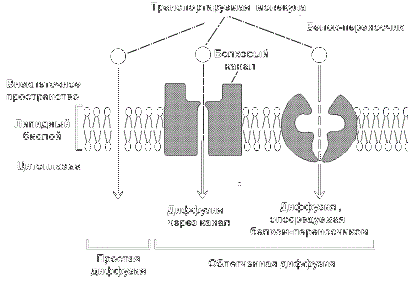 Транспортируемая молекула
Белок-переносчик
Белковый
канал
Внеклеточное
пространство
Липидный
бислой
Цитоплазма
Диффузия
через канал
Диффузия,
опосредуемая
белком-переносчиком
Простая
диффузия
Облегченная диффузия